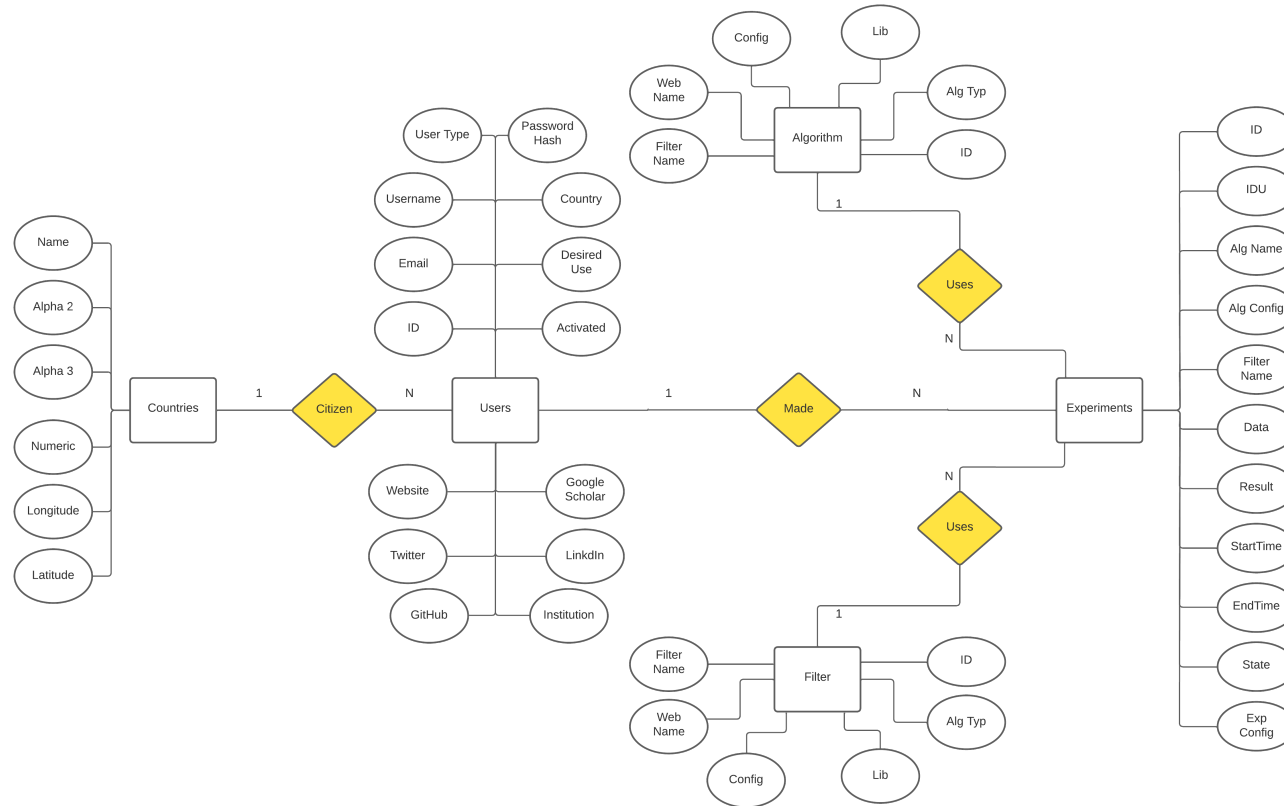 Config
Lib
Web
Name
Alg Typ
Algorithm
Filter
Name
ID
1
Uses
N
User Type
Password
Hash
Username
Country
Email
Desired
Use
ID
Activated
Name
Alpha 2
Alpha 3
Numeric
Longitude
Latitude
Countries
1
Citizen
N
Users
1
Made
N
Experiments
Website
Google
Scholar
Twitter
LinkdIn
GitHub
Institution
N
Uses
1
Filter
Name
ID
Filter
Web
Name
Alg Typ
Config
Lib
ID
IDU
Alg Name
Alg Config
Filter
Name
Data
Result
StartTime
EndTime
State
Exp
Config